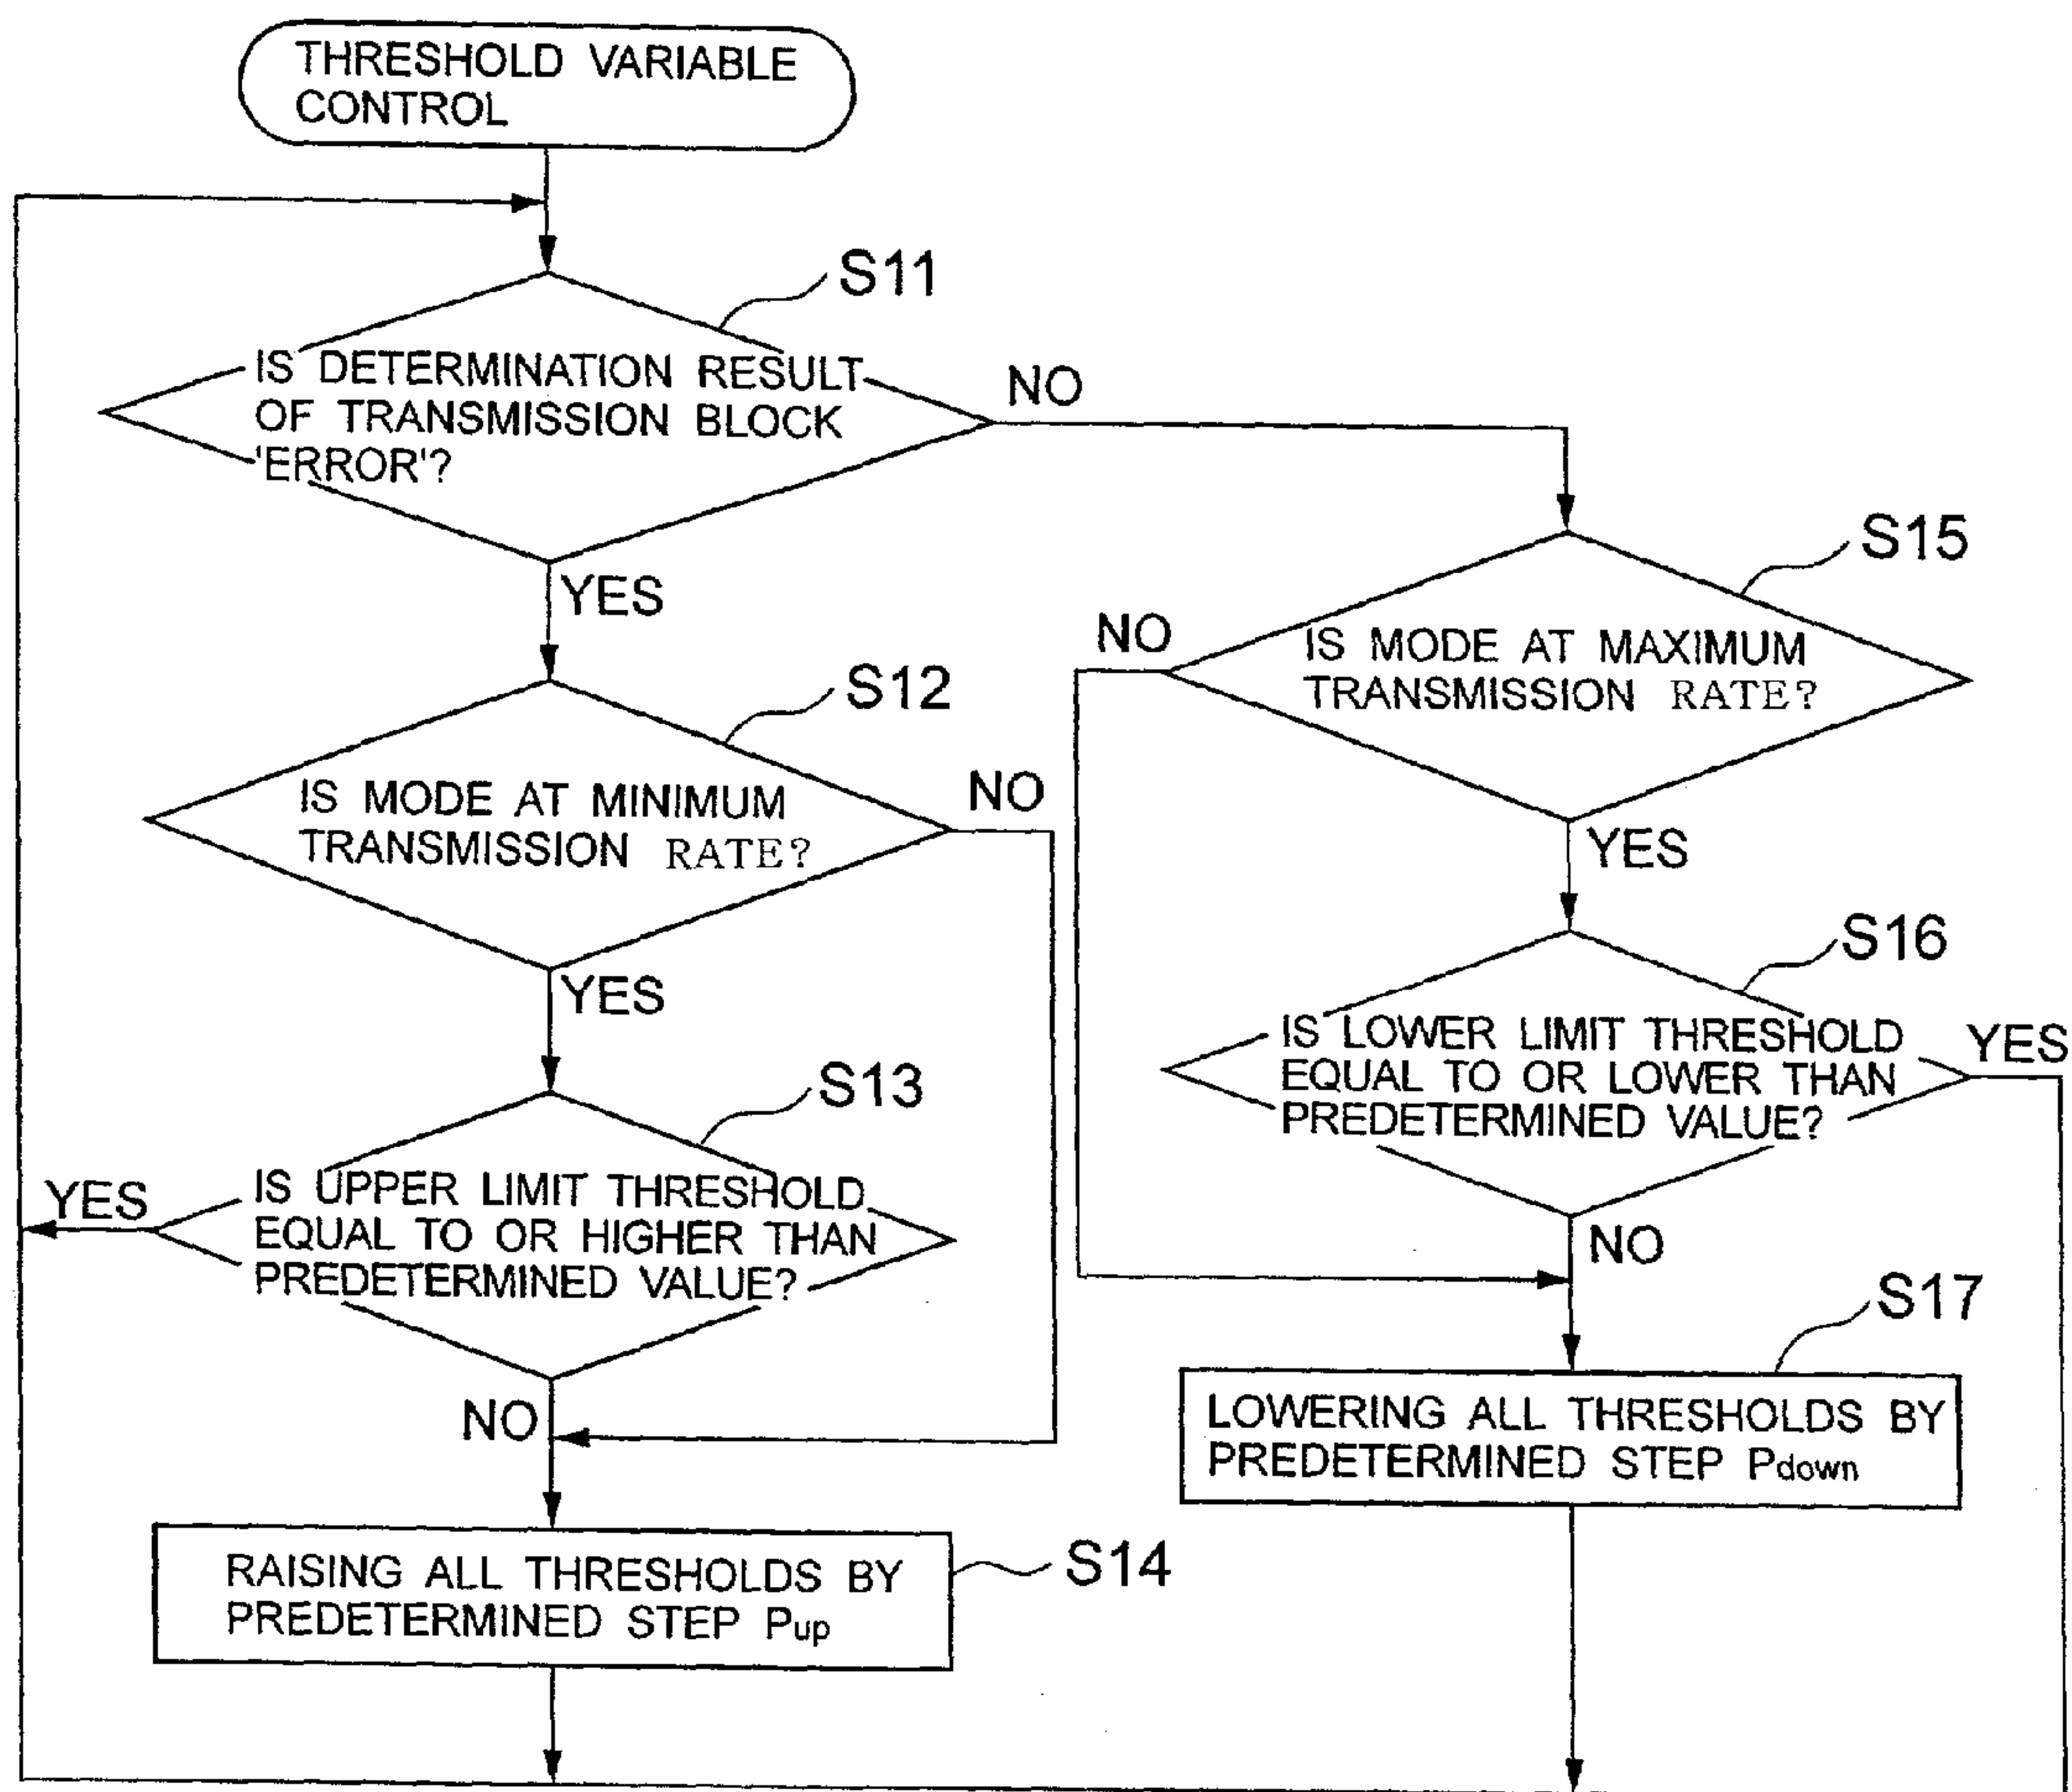 THRESHOLD VARIABLE
CONTROL
S11
IS DETERMINATION RESULT
OF TRANSMISSION BLOCK
'ERROR'?
NO
YES
S15
IS MODE AT MAXIMUM
TRANSMISSION RATE?
NO
YES
S12
IS MODE AT MINIMUM
TRANSMISSION RATE?
NO
YES
S16
IS LOWER LIMIT THRESHOLD
EQUAL TO OR LOWER THAN
PREDETERMINED VALUE?
YES
NO
S13
IS UPPER LIMIT THRESHOLD
EQUAL TO OR HIGHER THAN
PREDETERMINED VALUE?
YES
NO
S17
LOWERING ALL THRESHOLDS BY
PREDETERMINED STEP Pdown
S14
RAISING ALL THRESHOLDS BY
PREDETERMINED STEP Pup